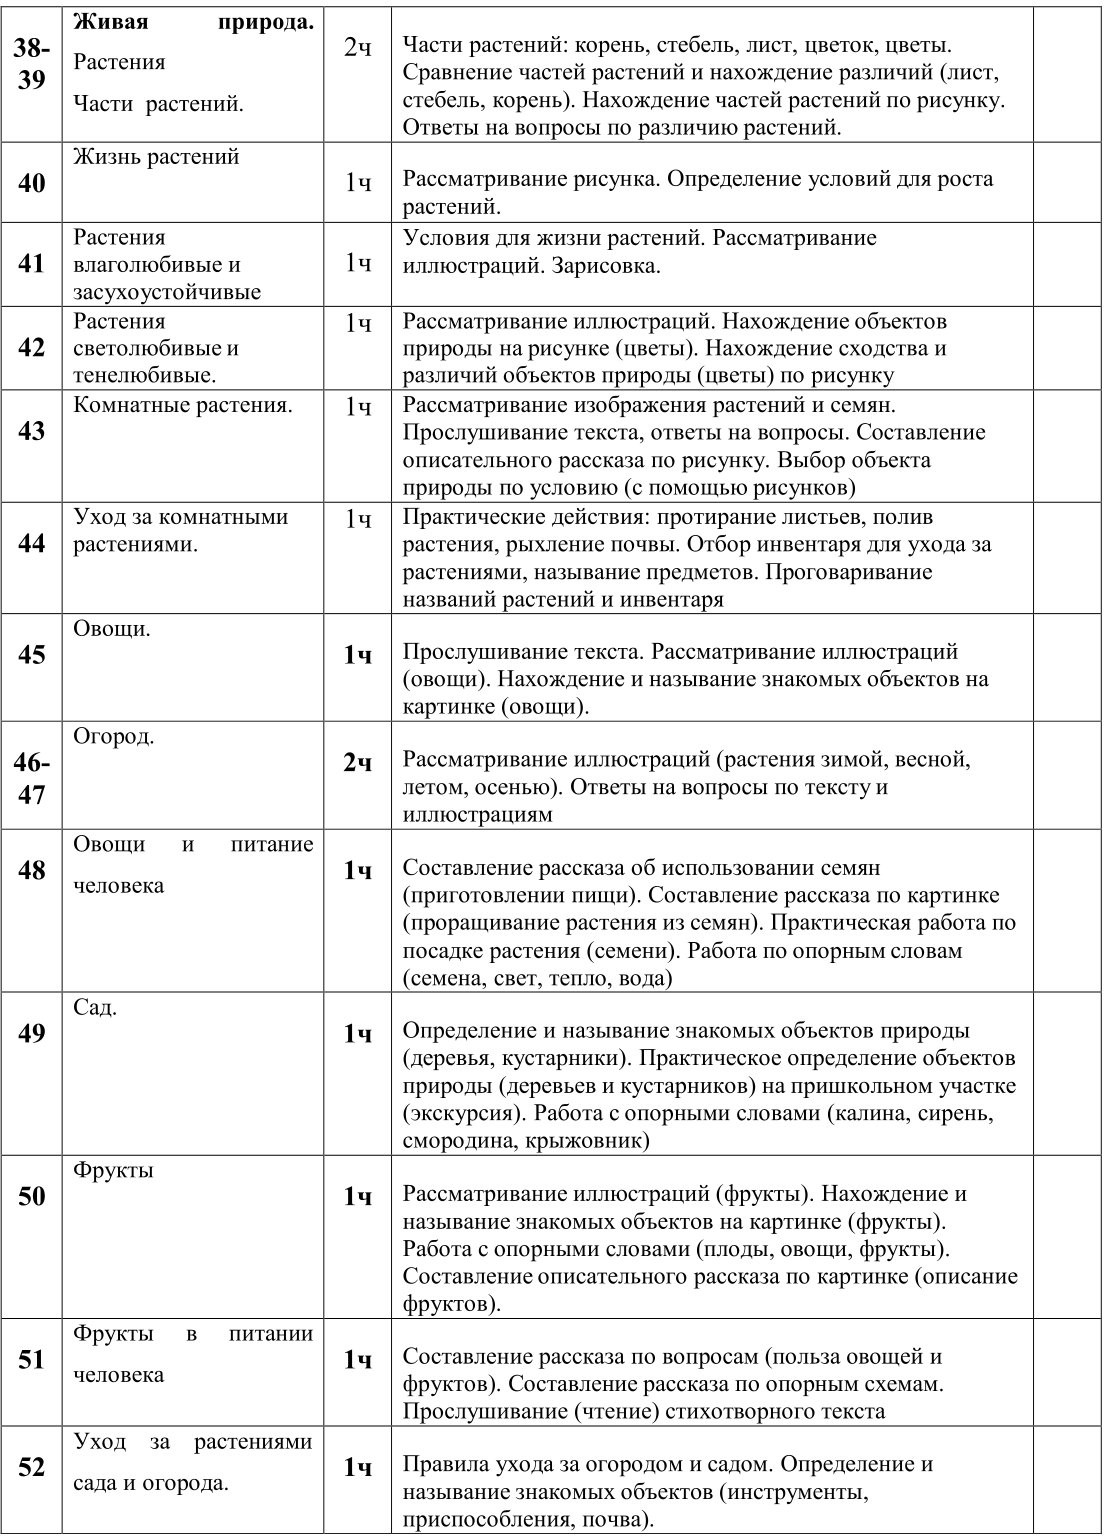 38-
39
Живая природа.
Растения
Части растений.
2ч
Части растений: корень, стебель, лист, цветок, цветы.
Сравнение частей растений и нахождение различий (лист,
стебель, корень). Нахождение частей растений по рисунку.
Ответы на вопросы по различию растений.
40
Жизнь растений
1ч
Рассматривание рисунка. Определение условий для роста
растений.
41
Растения
влаголюбивые и
засухоустойчивые
1ч
Условия для жизни растений. Рассматривание
иллюстраций. Зарисовка.
42
Растения
светолюбивые и
тенелюбивые.
1ч
Рассматривание иллюстраций. Нахождение объектов
природы на рисунке (цветы). Нахождение сходства и
различий объектов природы (цветы) по рисунку
43
Комнатные растения.
1ч
Рассматривание изображения растений и семян.
Прослушивание текста, ответы на вопросы. Составление
описательного рассказа по рисунку. Выбор объекта
природы по условию (с помощью рисунков)
44
Уход за комнатными
растениями.
1ч
Практические действия: протирание листьев, полив
растения, рыхление почвы. Отбор инвентаря для ухода за
растениями, называние предметов. Проговаривание
названий растений и инвентаря
45
Овощи.
1ч
Прослушивание текста. Рассматривание иллюстраций
(овощи). Нахождение и называние знакомых объектов на
картинке (овощи).
46-
47
Огород.
2ч
Рассматривание иллюстраций (растения зимой, весной,
летом, осенью). Ответы на вопросы по тексту и
иллюстрациям
48
Овощи и питание
человека
1ч
Составление рассказа об использовании семян
(приготовлении пищи). Составление рассказа по картинке
(проращивание растения из семян). Практическая работа по
посадке растения (семени). Работа по опорным словам
(семена, свет, тепло, вода)
49
Сад.
1ч
Определение и называние знакомых объектов природы
(деревья, кустарники). Практическое определение объектов
природы (деревьев и кустарников) на пришкольном участке
(экскурсия). Работа с опорными словами (калина, сирень,
смородина, крыжовник)
50
Фрукты
1ч
Рассматривание иллюстраций (фрукты). Нахождение и
называние знакомых объектов на картинке (фрукты).
Работа с опорными словами (плоды, овощи, фрукты).
Составление описательного рассказа по картинке (описание
фруктов).
51
Фрукты в питании
человека
1ч
Составление рассказа по вопросам (польза овощей и
фруктов). Составление рассказа по опорным схемам.
Прослушивание (чтение) стихотворного текста
52
Уход за растениями
сада и огорода.
1ч
Правила ухода за огородом и садом. Определение и
называние знакомых объектов (инструменты,
приспособления, почва).